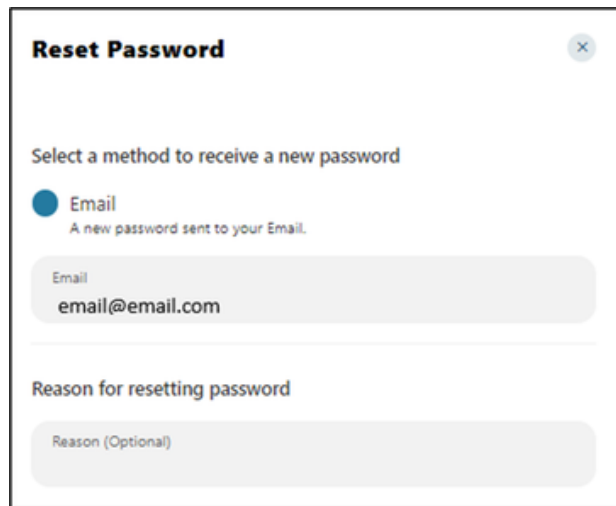 Reset Password
Select a method to receive a new password
Email
A new password sent to your Email.
Email
email@email.com
Reason for resetting password
Reason (Optional)